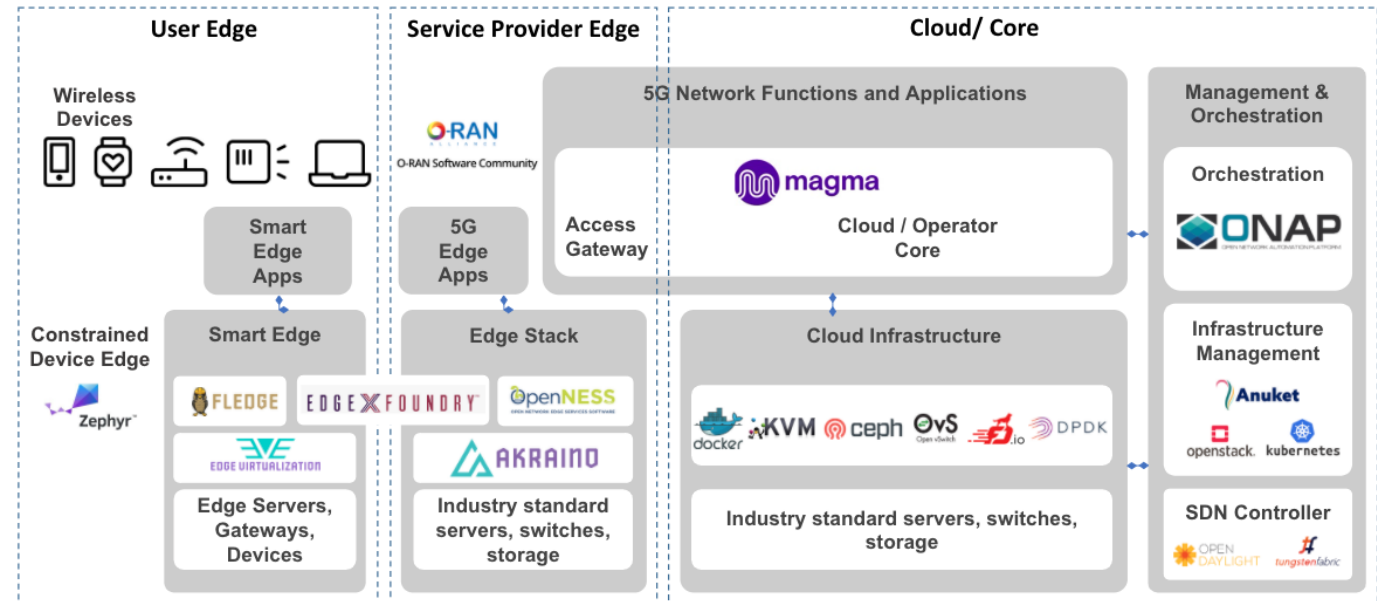 User Edge
Service Provider Edge
Cloud/ Core
Wireless
Devices
O-RAN
ALLIANCE
O-RAN Software Community
5G Network Functions and Applications
magma
Access
Gateway
Cloud / Operator
Core
Management &
Orchestration
Orchestration
ONAP
OPEN NETWORK AUTOMATION PLATFORM
Smart
Edge
Apps
5G
Edge
Apps
Constrained
Device Edge
Zephyr™
Smart Edge
FLEDGE
EDGE X FOUNDRY™
EDGE VIRTUALIZATION
Edge Servers,
Gateways,
Devices
Edge Stack
OpenNESS
OPEN NETWORK EDGE SERVICES SOFTWARE
AKRAINO
Industry standard
servers, switches,
storage
Cloud Infrastructure
docker
KVM
ceph
OvS
Open vSwitch
.io
DPDK
Industry standard servers, switches,
storage
Infrastructure
Management
Anuket
openstack.
kubernetes
SDN Controller
OPEN
DAYLIGHT
tungstenfabric